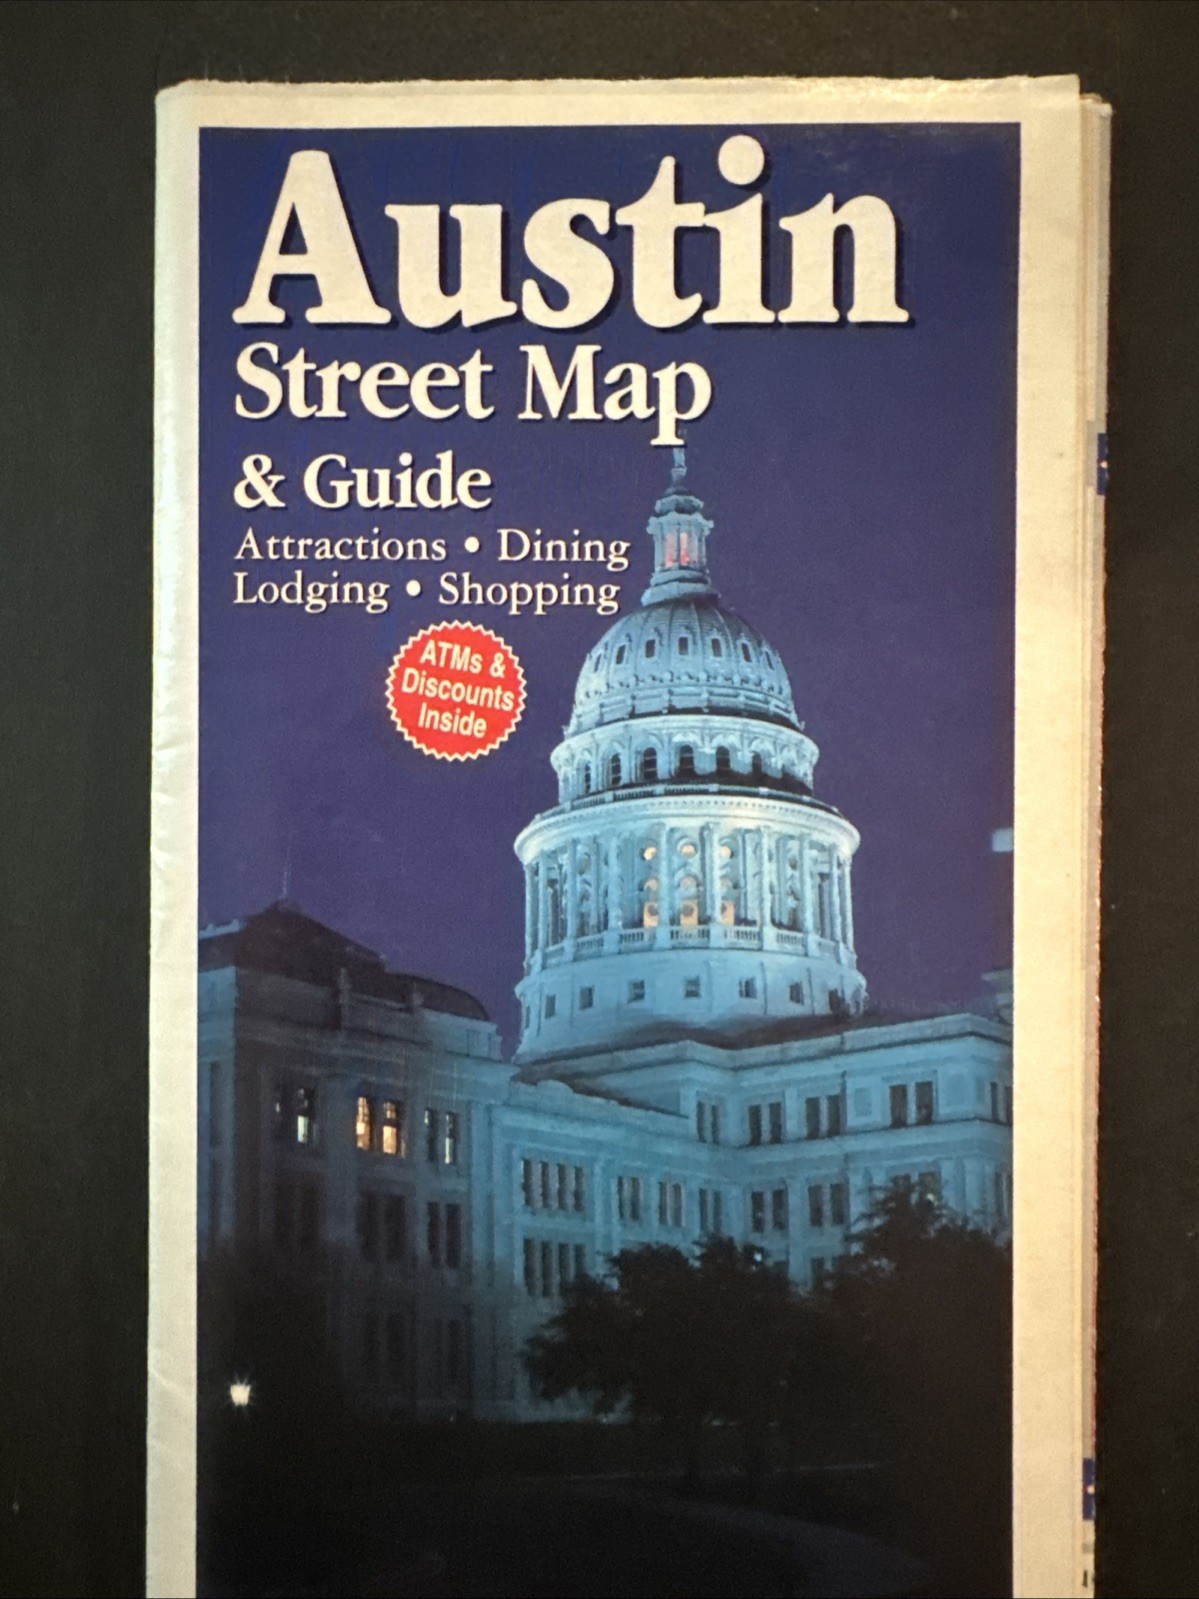 Austin
Street Map
& Guide
Attractions • Dining
Lodging • Shopping
ATMs &
Discounts
Inside